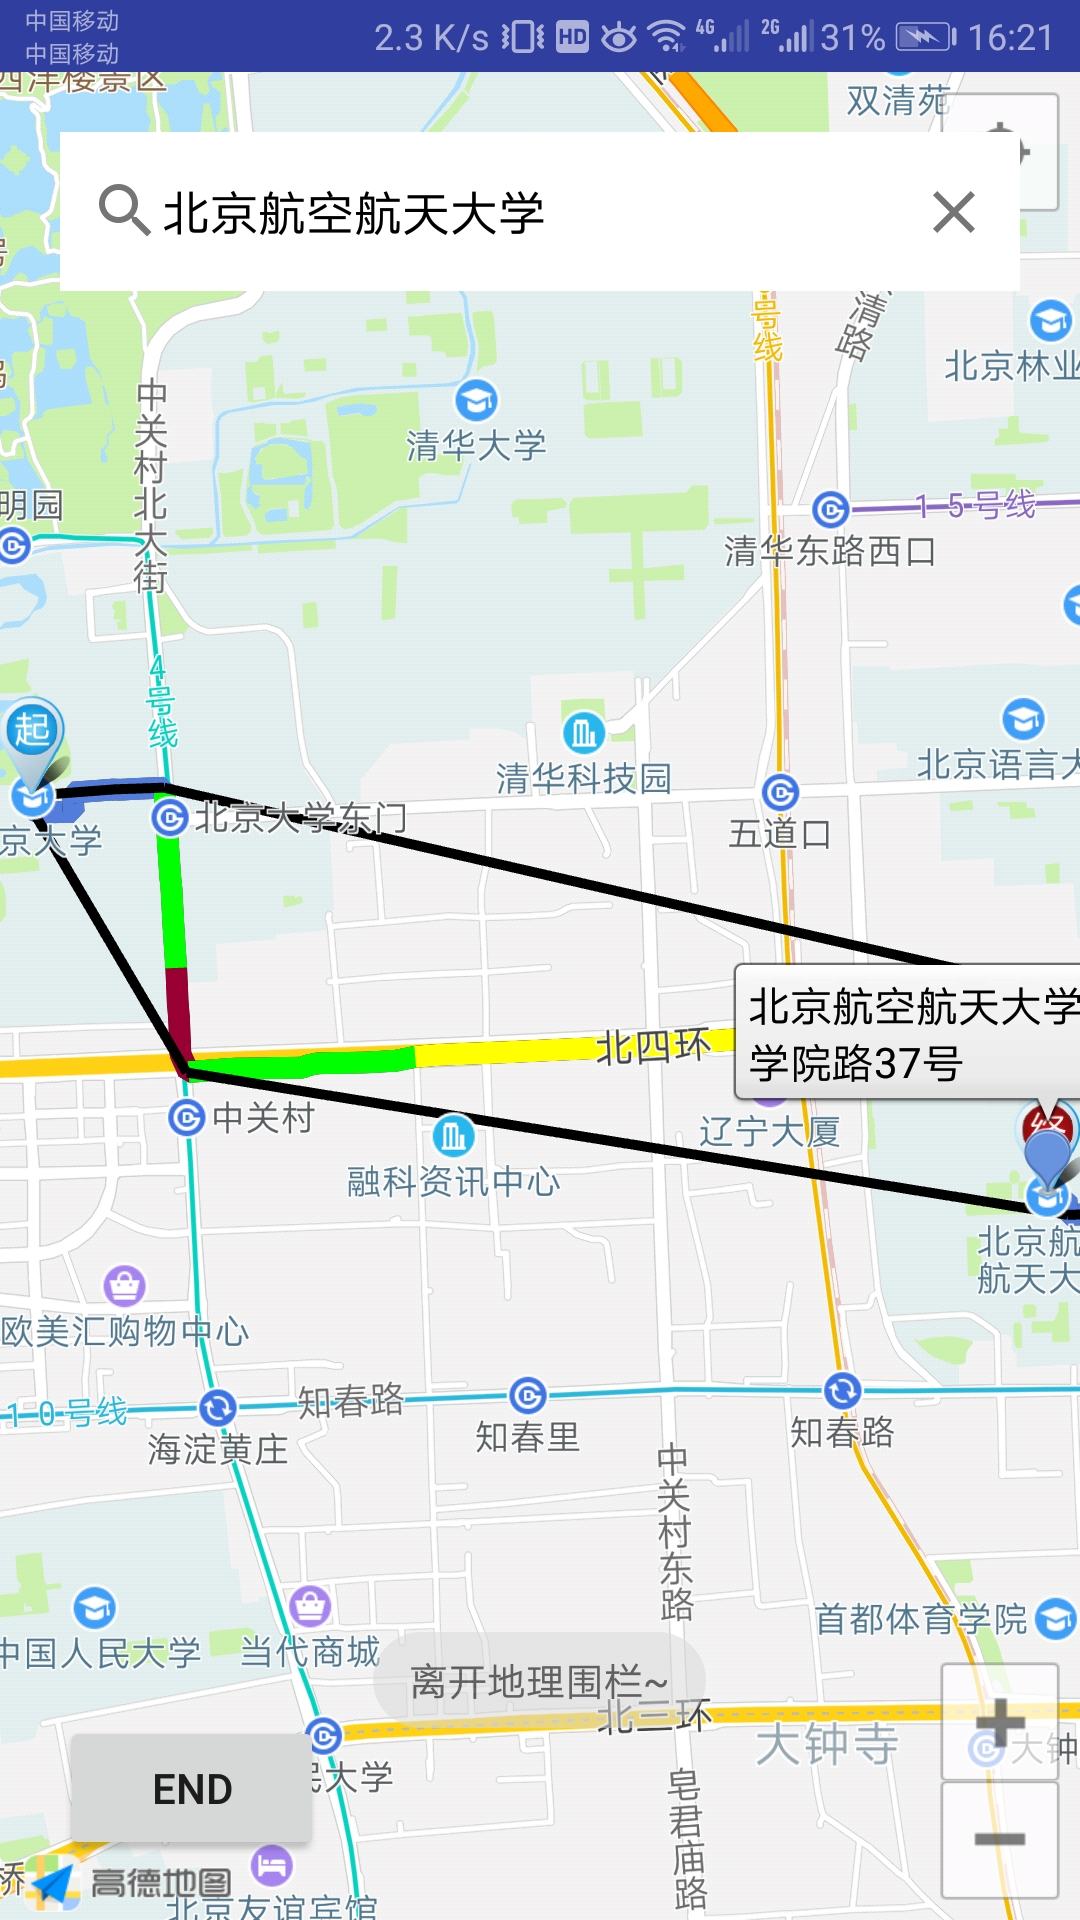 中国移动
中国移动
2.3 K/s HD 4G 2G 31% 16:21
西洋楼景区
双清苑
北京航空航天大学
号线
清路
北京林业
中关村北大街
清华大学
明园
15号线
清华东路西口
4号线
起
清华科技园
北京语言大
京大学
北京大学东门
五道口
北京航空航天大学
学院路37号
北四环
中关村
辽宁大厦
终
融科资讯中心
北京航
航天大
欧美汇购物中心
10号线
知春路
海淀黄庄
知春里
知春路
中关村东路
中国人民大学
当代商城
首都体育学院
离开地理围栏~
北三环
大钟寺
大钟
END
民大学
皂君庙路
桥
高德地图
北京友谊宾馆